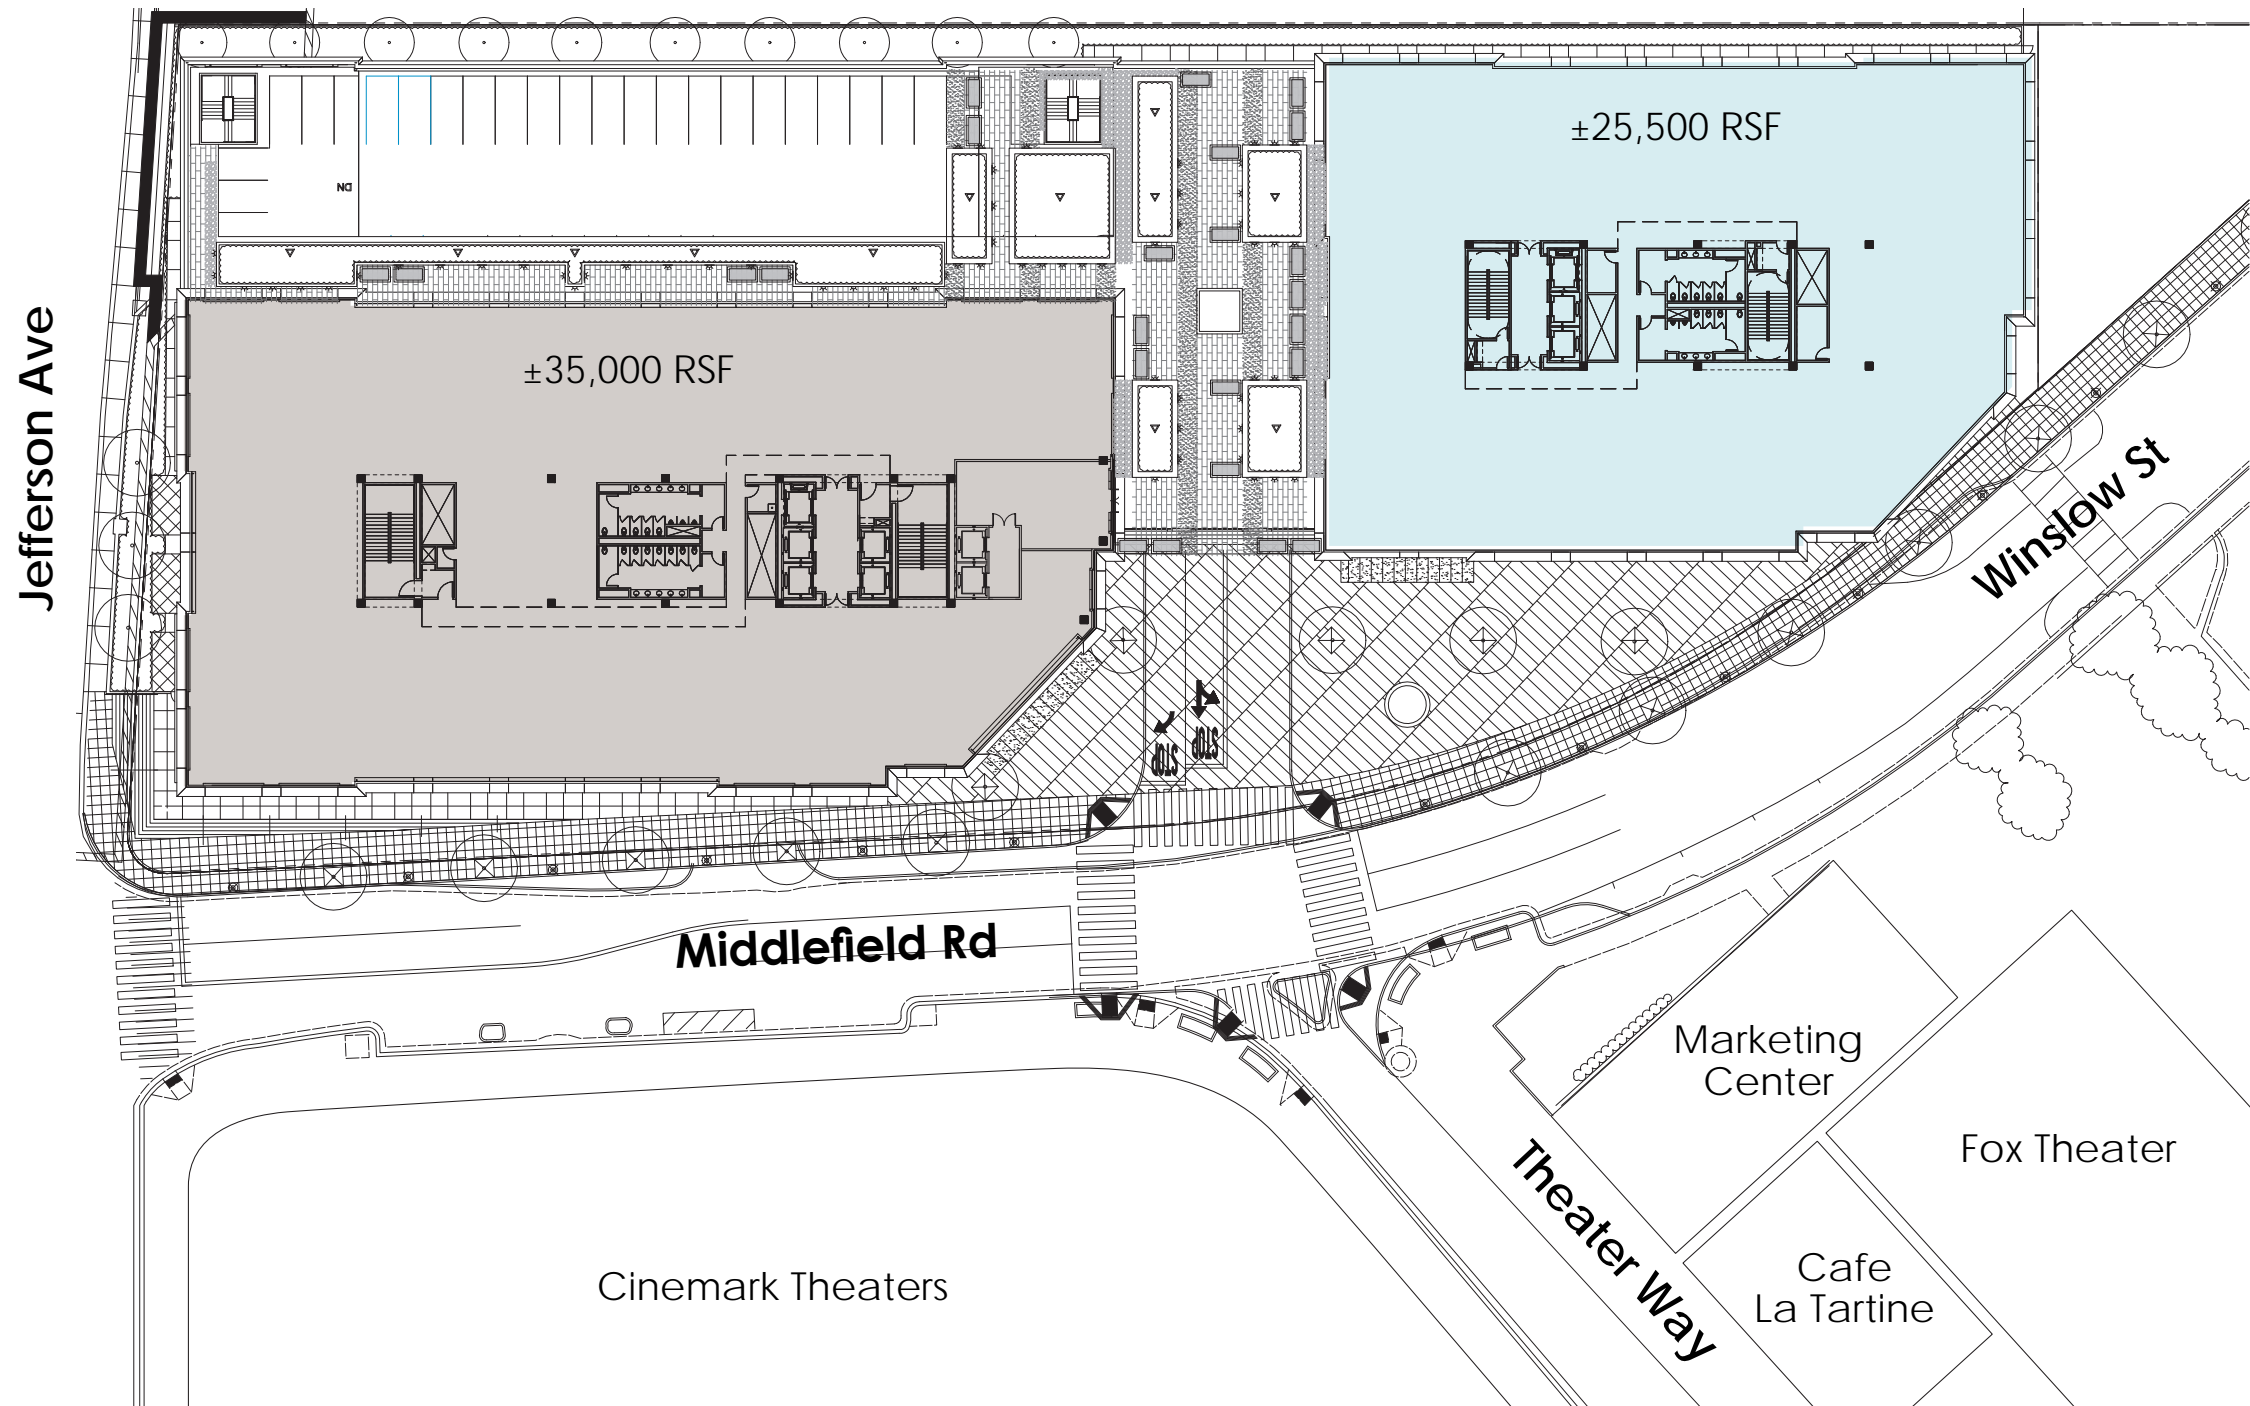 ±25,500 RSF
DN
±35,000 RSF
Jefferson Ave
Winslow St
STOP
STOP
Middlefield Rd
Marketing
Center
Fox Theater
Theater Way
Cafe
La Tartine
Cinemark Theaters